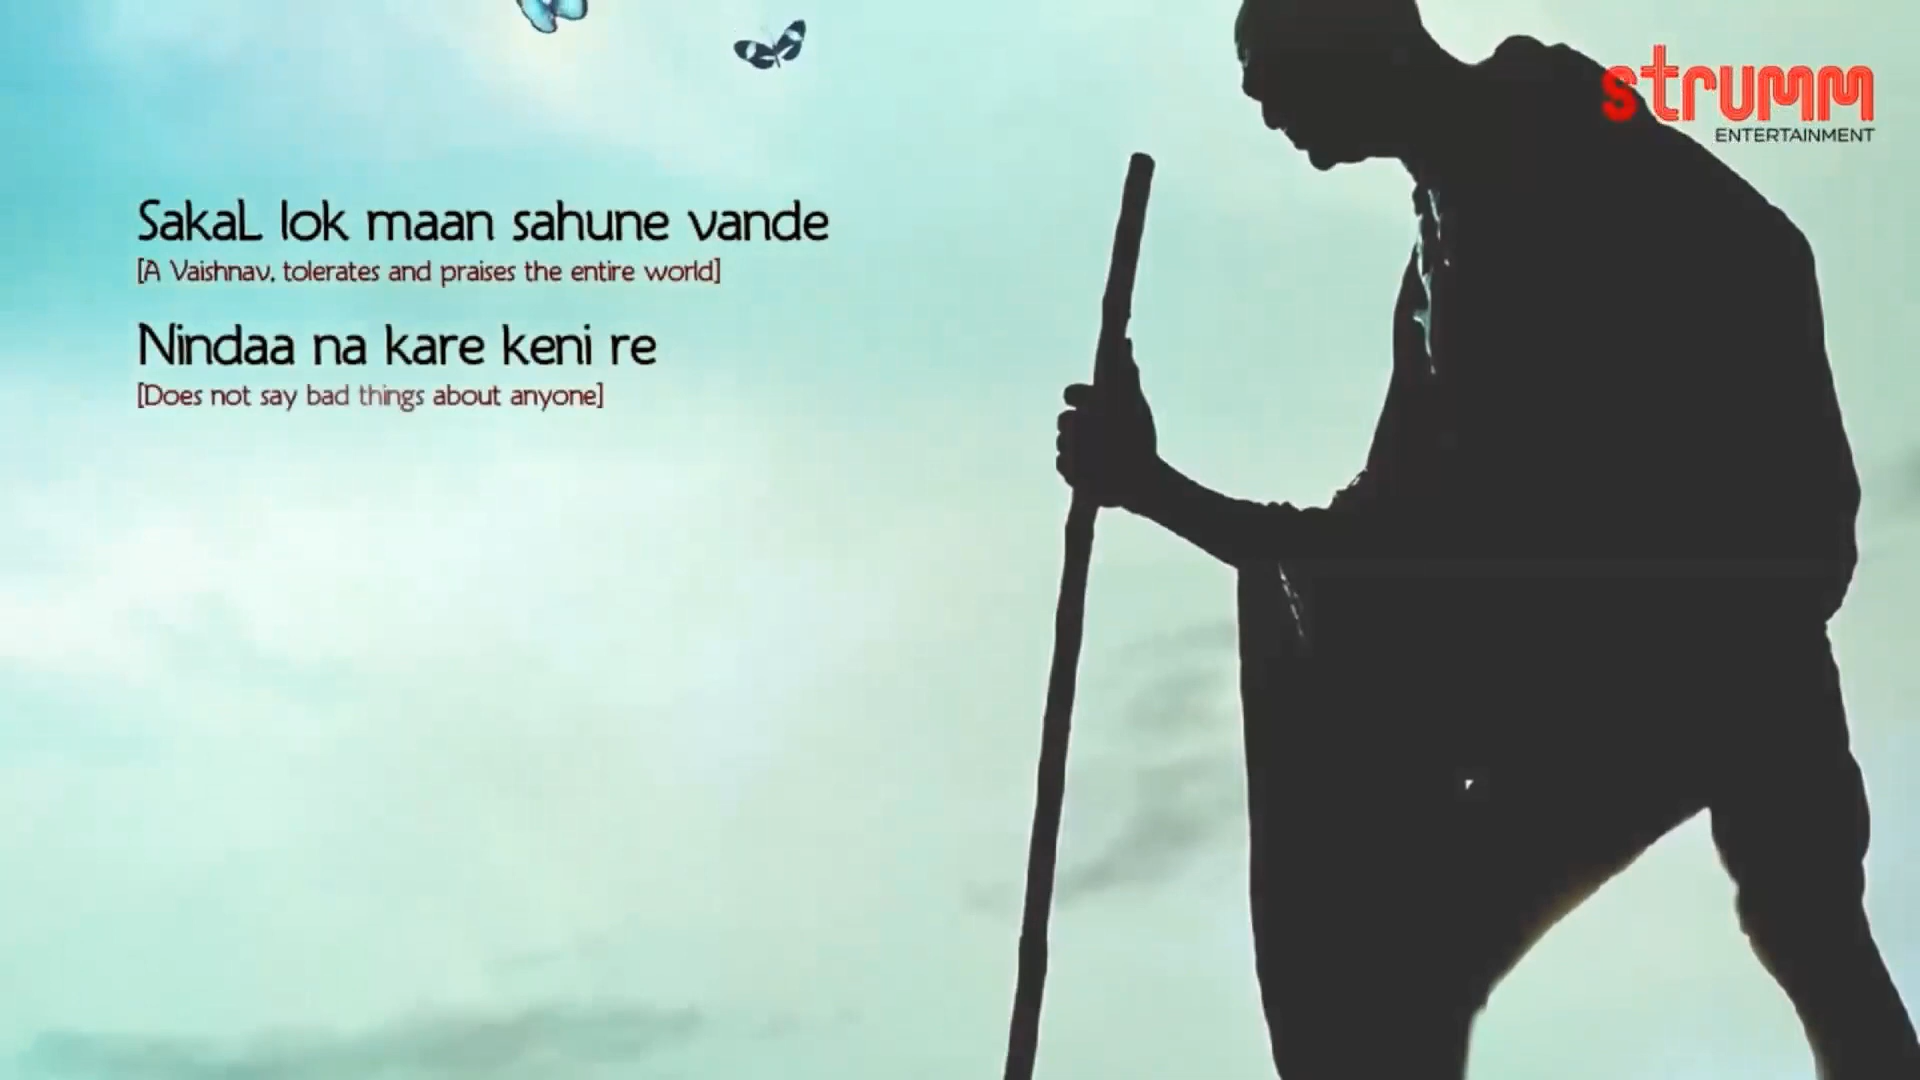 strumm
ENTERTAINMENT
SakaL lok maan sahune vande
[A Vaishnav, tolerates and praises the entire world]
Nindaa na kare keni re
[Does not say bad things about anyone]